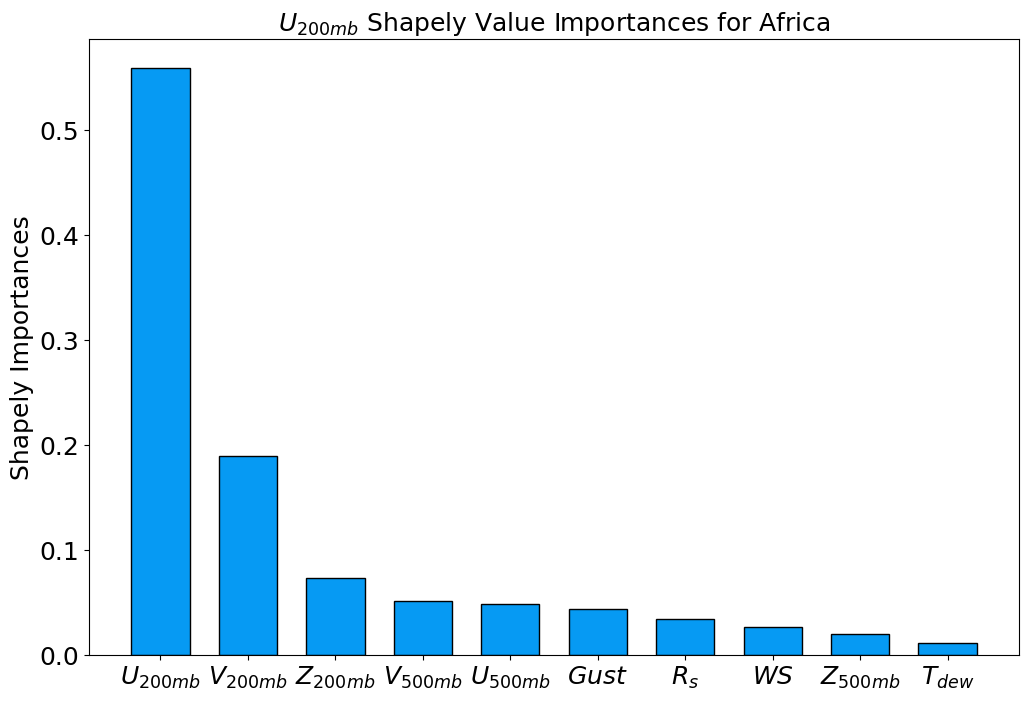 U200mb Shapely Value Importances for Africa
Shapely Importances
0.5
0.4
0.3
0.2
0.1
0.0
U200mb V200mb Z200mb V500mb U500mb Gust Rs WS Z500mb Tdew